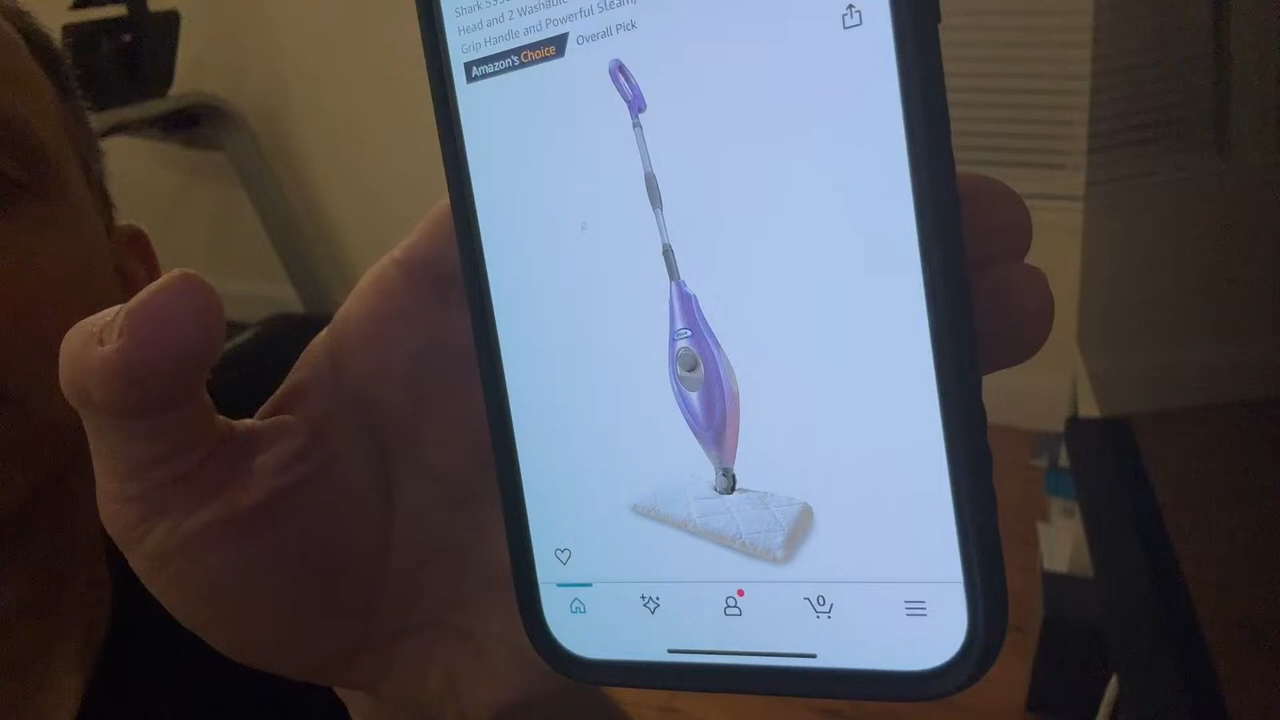 Shark
Head and 2 Washable
Grip Handle and Powerful Steam,
Amazon's Choice Overall Pick
0